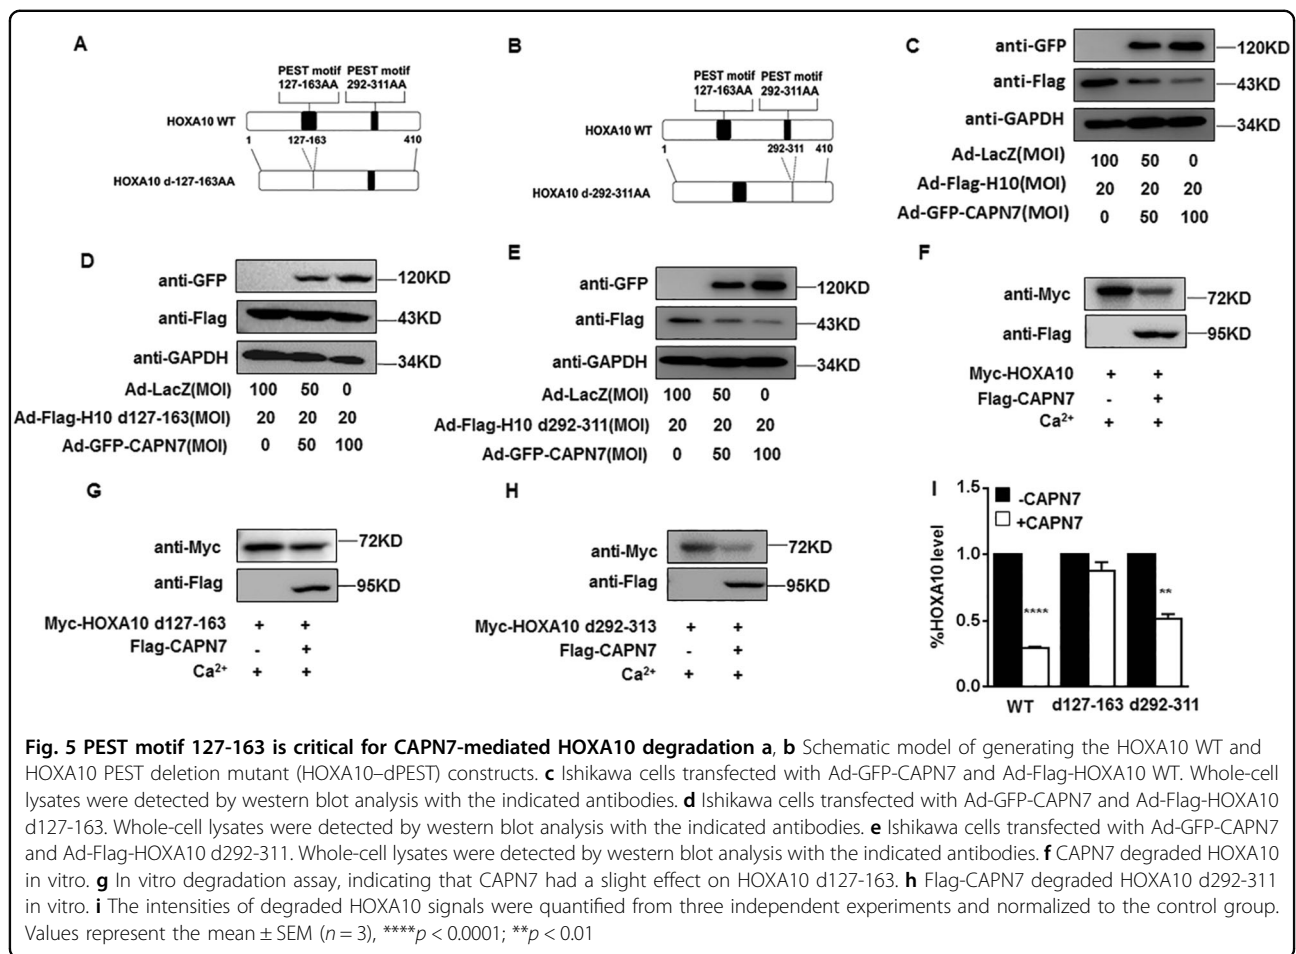 A
PEST motif PEST motif
127-163AA 292-311AA
HOXA10 WT
1 127-163 410
HOXA10 d-127-163AA
B
PEST motif PEST motif
127-163AA 292-311AA
HOXA10 WT
1 292-311 410
HOXA10 d-292-311AA
C
anti-GFP 120KD
anti-Flag 43KD
anti-GAPDH 34KD
Ad-LacZ(MOI) 100 50 0
Ad-Flag-H10(MOI) 20 20 20
Ad-GFP-CAPN7(MOI) 0 50 100
D
anti-GFP 120KD
anti-Flag 43KD
anti-GAPDH 34KD
Ad-LacZ(MOI) 100 50 0
Ad-Flag-H10 d127-163(MOI) 20 20 20
Ad-GFP-CAPN7(MOI) 0 50 100
E
anti-GFP 120KD
anti-Flag 43KD
anti-GAPDH 34KD
Ad-LacZ(MOI) 100 50 0
Ad-Flag-H10 d292-311(MOI) 20 20 20
Ad-GFP-CAPN7(MOI) 0 50 100
F
anti-Myc 72KD
anti-Flag 95KD
Myc-HOXA10 + +
Flag-CAPN7 - +
Ca²⁺ + +
G
anti-Myc 72KD
anti-Flag 95KD
Myc-HOXA10 d127-163 + +
Flag-CAPN7 - +
Ca²⁺ + +
H
anti-Myc 72KD
anti-Flag 95KD
Myc-HOXA10 d292-313 + +
Flag-CAPN7 - +
Ca²⁺ + +
I
%HOXA10 level
1.5
1.0
0.5
0.0
-CAPN7
+CAPN7
****
**
WT d127-163 d292-311
Fig. 5 PEST motif 127-163 is critical for CAPN7-mediated HOXA10 degradation a, b Schematic model of generating the HOXA10 WT and
HOXA10 PEST deletion mutant (HOXA10–dPEST) constructs. c Ishikawa cells transfected with Ad-GFP-CAPN7 and Ad-Flag-HOXA10 WT. Whole-cell
lysates were detected by western blot analysis with the indicated antibodies. d Ishikawa cells transfected with Ad-GFP-CAPN7 and Ad-Flag-HOXA10
d127-163. Whole-cell lysates were detected by western blot analysis with the indicated antibodies. e Ishikawa cells transfected with Ad-GFP-CAPN7
and Ad-Flag-HOXA10 d292-311. Whole-cell lysates were detected by western blot analysis with the indicated antibodies. f CAPN7 degraded HOXA10
in vitro. g In vitro degradation assay, indicating that CAPN7 had a slight effect on HOXA10 d127-163. h Flag-CAPN7 degraded HOXA10 d292-311
in vitro. i The intensities of degraded HOXA10 signals were quantified from three independent experiments and normalized to the control group.
Values represent the mean ± SEM (n = 3), ****p < 0.0001; **p < 0.01